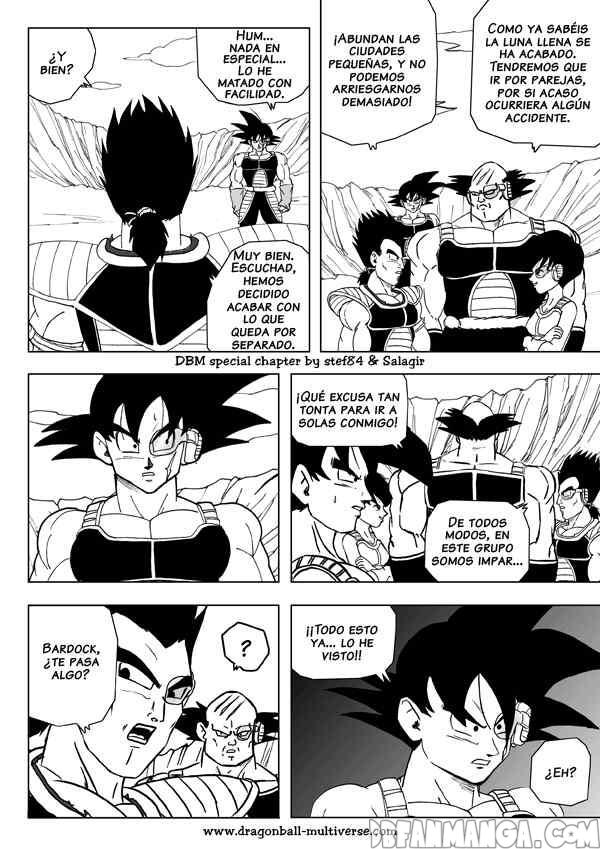 ¿Y
BIEN?
HUM...
NADA EN
ESPECIAL...
LO HE
MATADO CON
FACILIDAD.
MUY BIEN.
ESCUCHAD,
HEMOS
DECIDIDO
ACABAR CON
LO QUE
QUEDA POR
SEPARADO.
¡ABUNDAN LAS
CIUDADES
PEQUEÑAS, Y NO
PODEMOS
ARRIESGARNOS
DEMASIADO!
COMO YA SABÉIS
LA LUNA LLENA SE
HA ACABADO.
TENDREMOS QUE
IR POR PAREJAS,
POR SI ACASO
OCURRIERA ALGÚN
ACCIDENTE.
DBM special chapter by stef84 & Salagir
¡QUÉ EXCUSA TAN
TONTA PARA IR A
SOLAS CONMIGO!
DE TODOS
MODOS, EN
ESTE GRUPO
SOMOS IMPAR...
BARDOCK,
¿TE PASA
ALGO?
?
¡¡TODO ESTO
YA... LO HE
VISTO!!
¿EH?
www.dragonball-multiverse.com
DBFANMANGA.COM